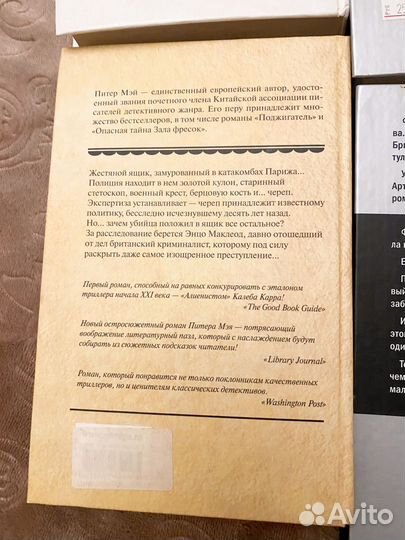 Питер Мэй — единственный европейский автор, удосто-
енный звания почетного члена Китайской ассоциации пи-
сателей детективного жанра. Его перу принадлежит мно-
жество бестселлеров, в том числе романы «Поджигатель» и
«Опасная тайна Зала фресок».
Жестяной ящик, замурованный в катакомбах Парижа...
Полиция находит в нем золотой кулон, старинный
стетоскоп, военный крест, берцовую кость и... череп.
Экспертиза устанавливает — череп принадлежит известному
политику, бесследно исчезнувшему десять лет назад.
Но... зачем убийца положил в ящик все остальное?
За расследование берется Энцо Маклеод, давно отошедший
от дел британский криминалист, которому под силу
раскрыть даже самое изощренное преступление...
Первый роман, способный на равных конкурировать с эталоном
триллера начала XXI века — «Алиенистом» Калеба Карра!
«The Good Book Guide»
Новый остросюжетный роман Питера Мэя — потрясающий
воображение литературный пазл, который с наслаждением будут
собирать из сюжетных подсказок читатели!
«Library Journal»
Роман, который понравится не только поклонникам качественных
триллеров, но и ценителям классических детективов.
«Washington Post»
Avito